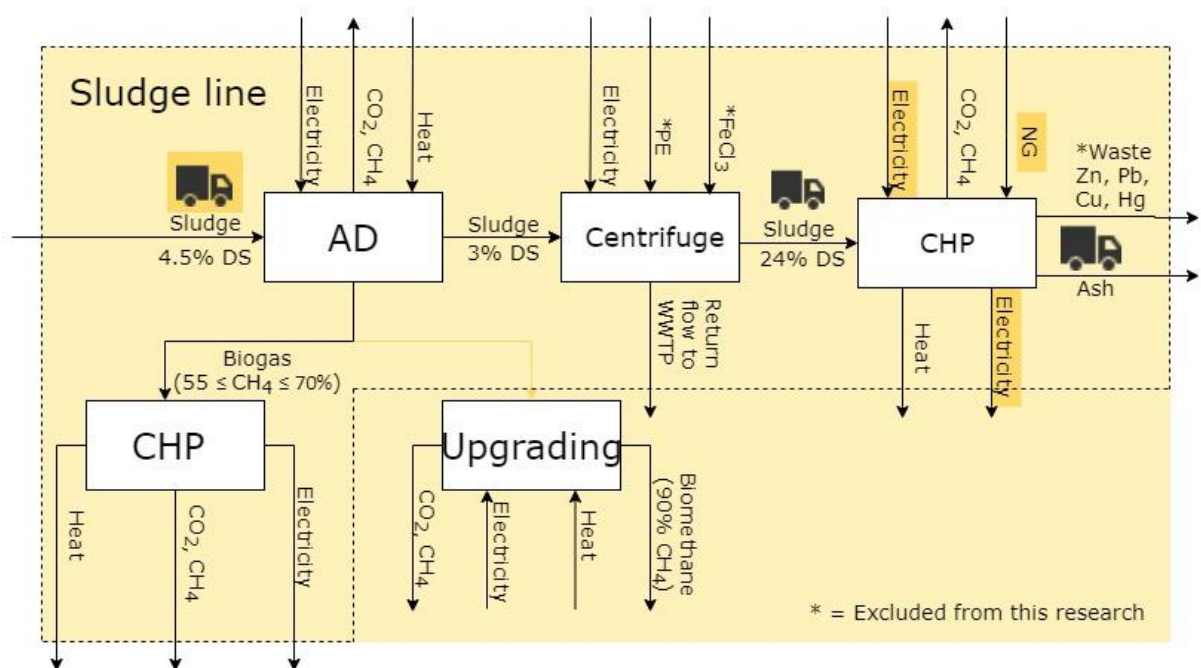 Sludge line
Electricity
CO₂, CH₄
Heat
Electricity
*PE
*FeCl₃
Electricity
CO₂, CH₄
NG
*Waste
Zn, Pb,
Cu, Hg
Sludge
4.5% DS
AD
Sludge
3% DS
Centrifuge
Sludge
24% DS
CHP
Ash
Return
flow to
WWTP
Heat
Electricity
Biogas
(55 ≤ CH₄ ≤ 70%)
CHP
Upgrading
Heat
CO₂, CH₄
Electricity
CO₂, CH₄
Electricity
Heat
Biomethane
(90% CH₄)
* = Excluded from this research